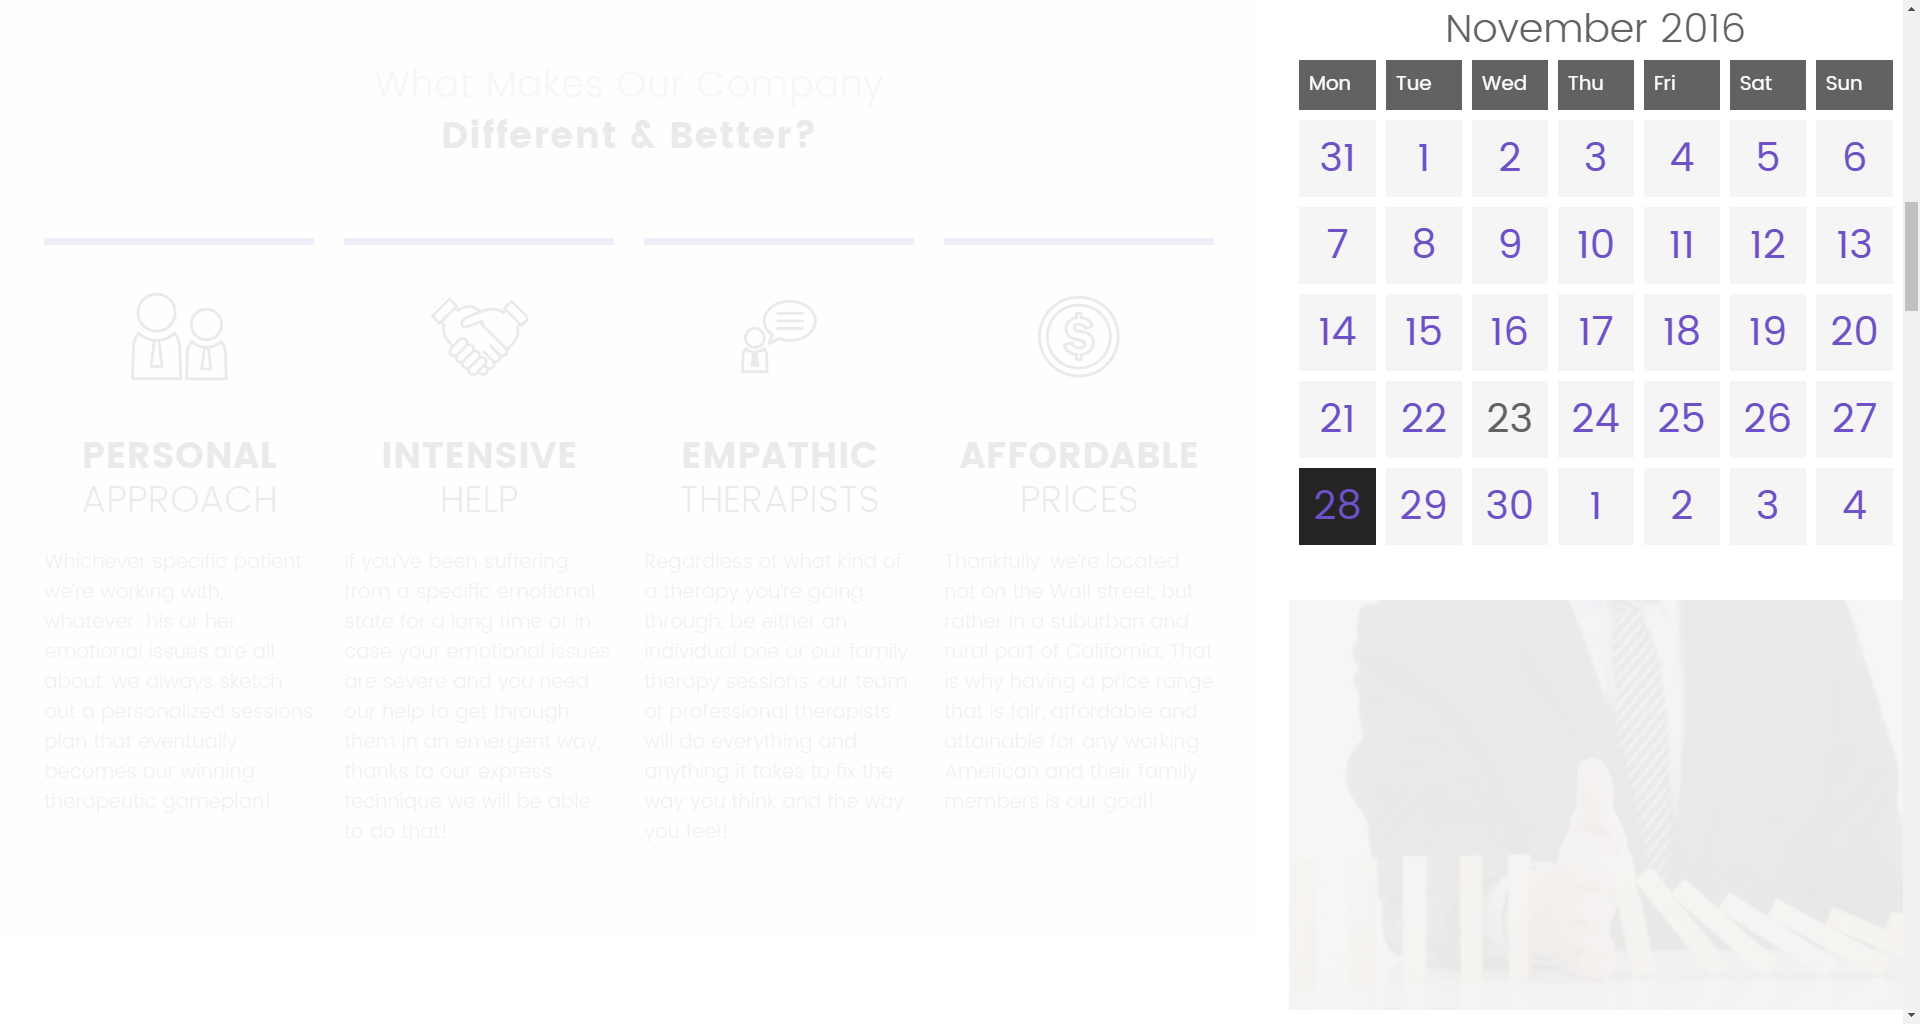 What Makes Our Company
Different & Better?
PERSONAL
APPROACH
Whichever specific patient
we're working with,
whatever  his or her
emotional issues are all
about, we always sketch
out a personalized sessions
plan that eventually
becomes our winning
therapeutic gameplan!
INTENSIVE
HELP
If you've been suffering
from a specific emotional
state for a long time or in
case your emotional issues
are severe and you need
our help to get through
them in an emergent way,
thanks to our express
technique we will be able
to do that!
EMPATHIC
THERAPISTS
Regardless of what kind of
a therapy you're going
through, be either an
individual one or our family
therapy sessions, our team
of professional therapists
will do everything and
anything it takes to fix the
way you think and the way
you feel!
AFFORDABLE
PRICES
Thankfully, we're located
not on the Wall street, but
rather in a suburban and
rural part of California. That
is why having a price range
that is fair, affordable and
attainable for any working
American and their family
members is our goal!
November 2016
Mon Tue Wed Thu Fri Sat Sun
31 1 2 3 4 5 6
7 8 9 10 11 12 13
14 15 16 17 18 19 20
21 22 23 24 25 26 27
28 29 30 1 2 3 4